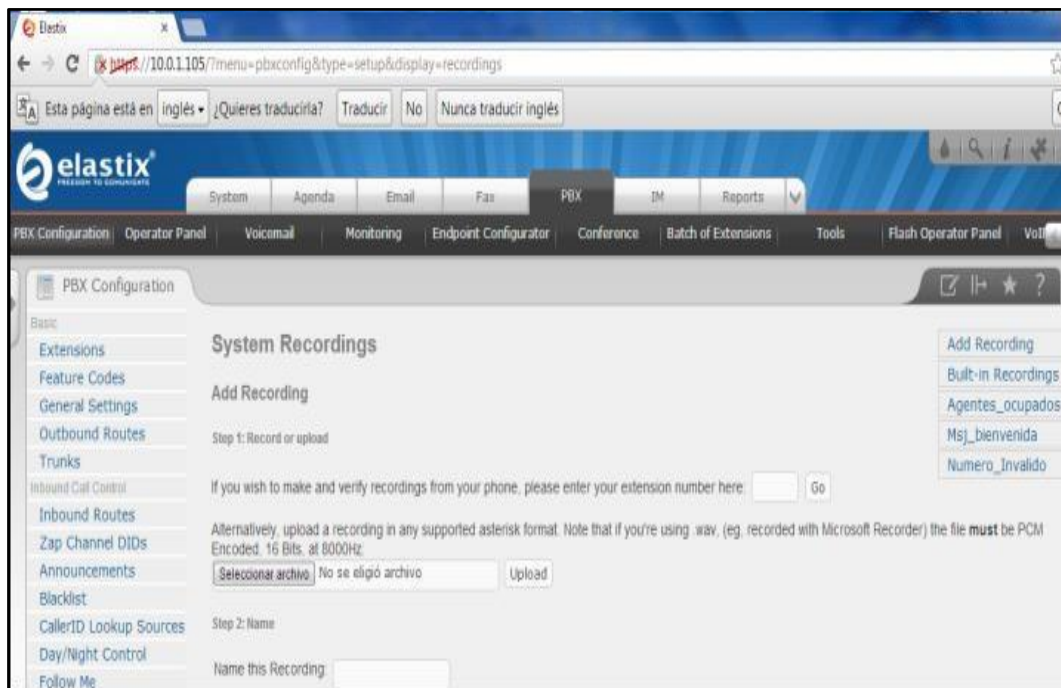 Elastix
https://10.0.1.105/?menu=pbxconfig&type=setup&display=recordings
Esta página está en inglés ¿Quieres traducirla? Traducir No Nunca traducir inglés
elastix
FREEDOM TO COMMUNICATE
System Agenda Email Fax PBX IM Reports
PBX Configuration Operator Panel Voicemail Monitoring Endpoint Configurator Conference Batch of Extensions Tools Flash Operator Panel VoI
PBX Configuration
Basic
Extensions
Feature Codes
General Settings
Outbound Routes
Trunks
Inbound Call Control
Inbound Routes
Zap Channel DIDs
Announcements
Blacklist
CallerID Lookup Sources
Day/Night Control
Follow Me
System Recordings
Add Recording
Step 1: Record or upload
If you wish to make and verify recordings from your phone, please enter your extension number here: Go
Alternatively, upload a recording in any supported asterisk format. Note that if you're using .wav, (eg, recorded with Microsoft Recorder) the file must be PCM
Encoded, 16 Bits, at 8000Hz:
Seleccionar archivo No se eligió archivo Upload
Step 2: Name
Name this Recording:
Add Recording
Built-in Recordings
Agentes_ocupados
Msj_bienvenida
Numero_Invalido